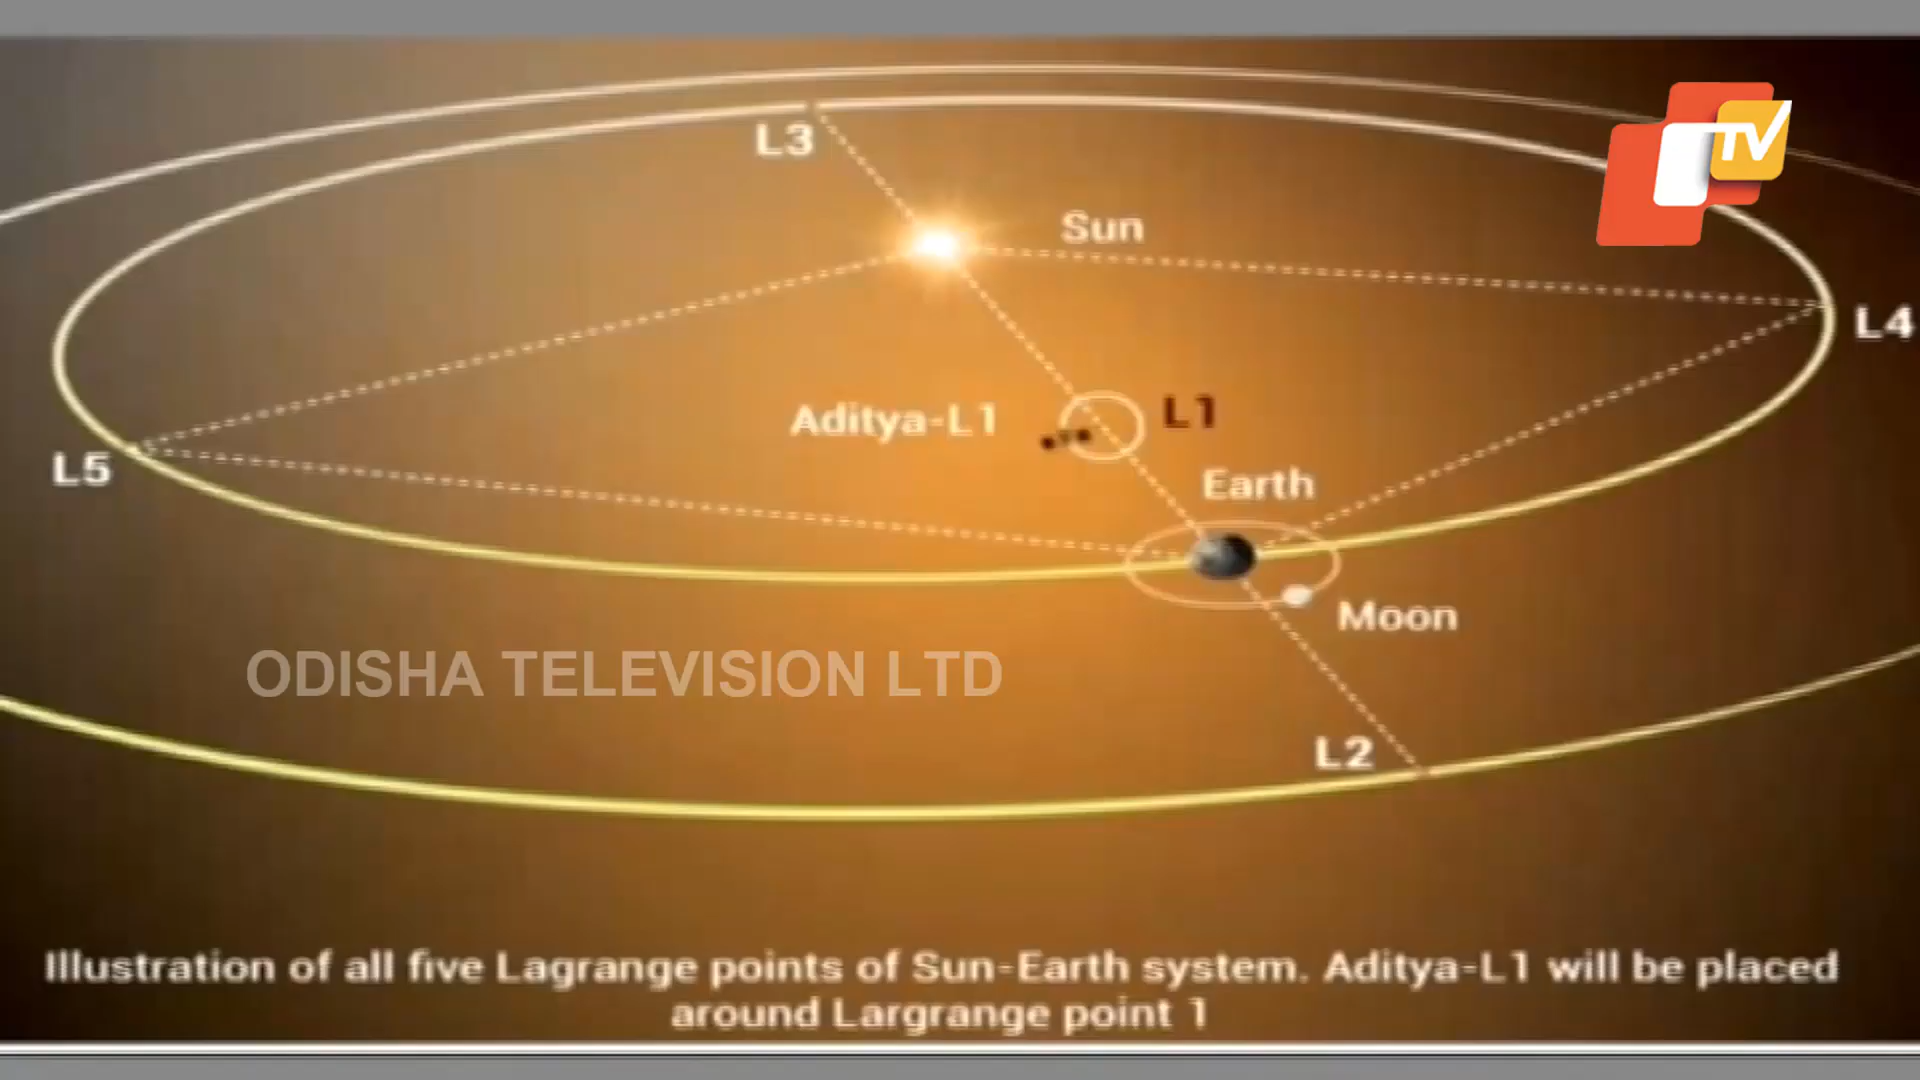 TV
L3
Sun
L4
Aditya-L1
L1
L5
Earth
Moon
ODISHA TELEVISION LTD
L2
Illustration of all five Lagrange points of Sun-Earth system. Aditya-L1 will be placed
around Largrange point 1